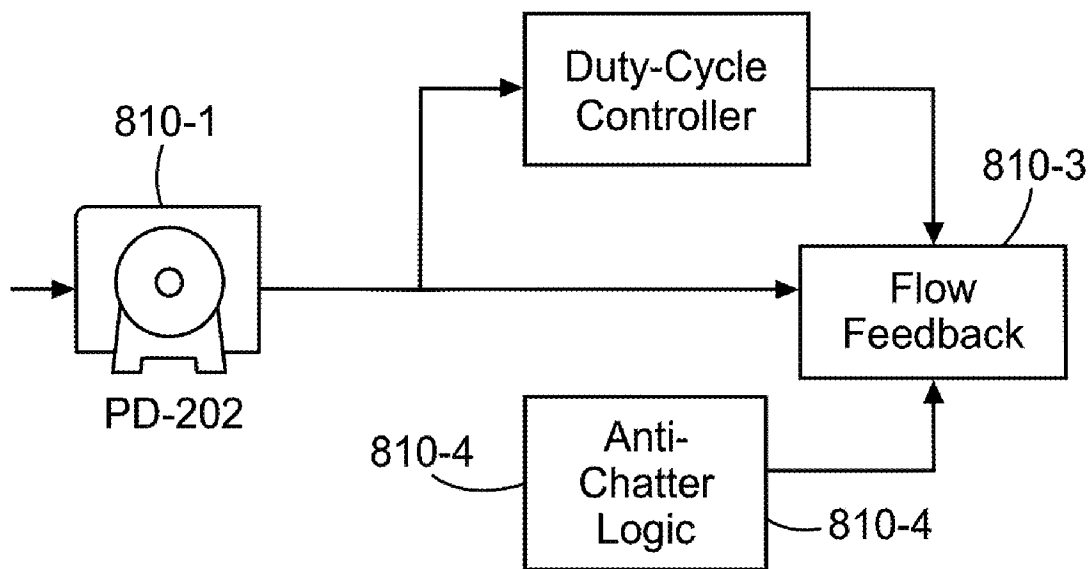 Duty-Cycle
Controller
810-1
810-3
Flow
Feedback
PD-202
810-4
Anti-
Chatter
Logic
810-4